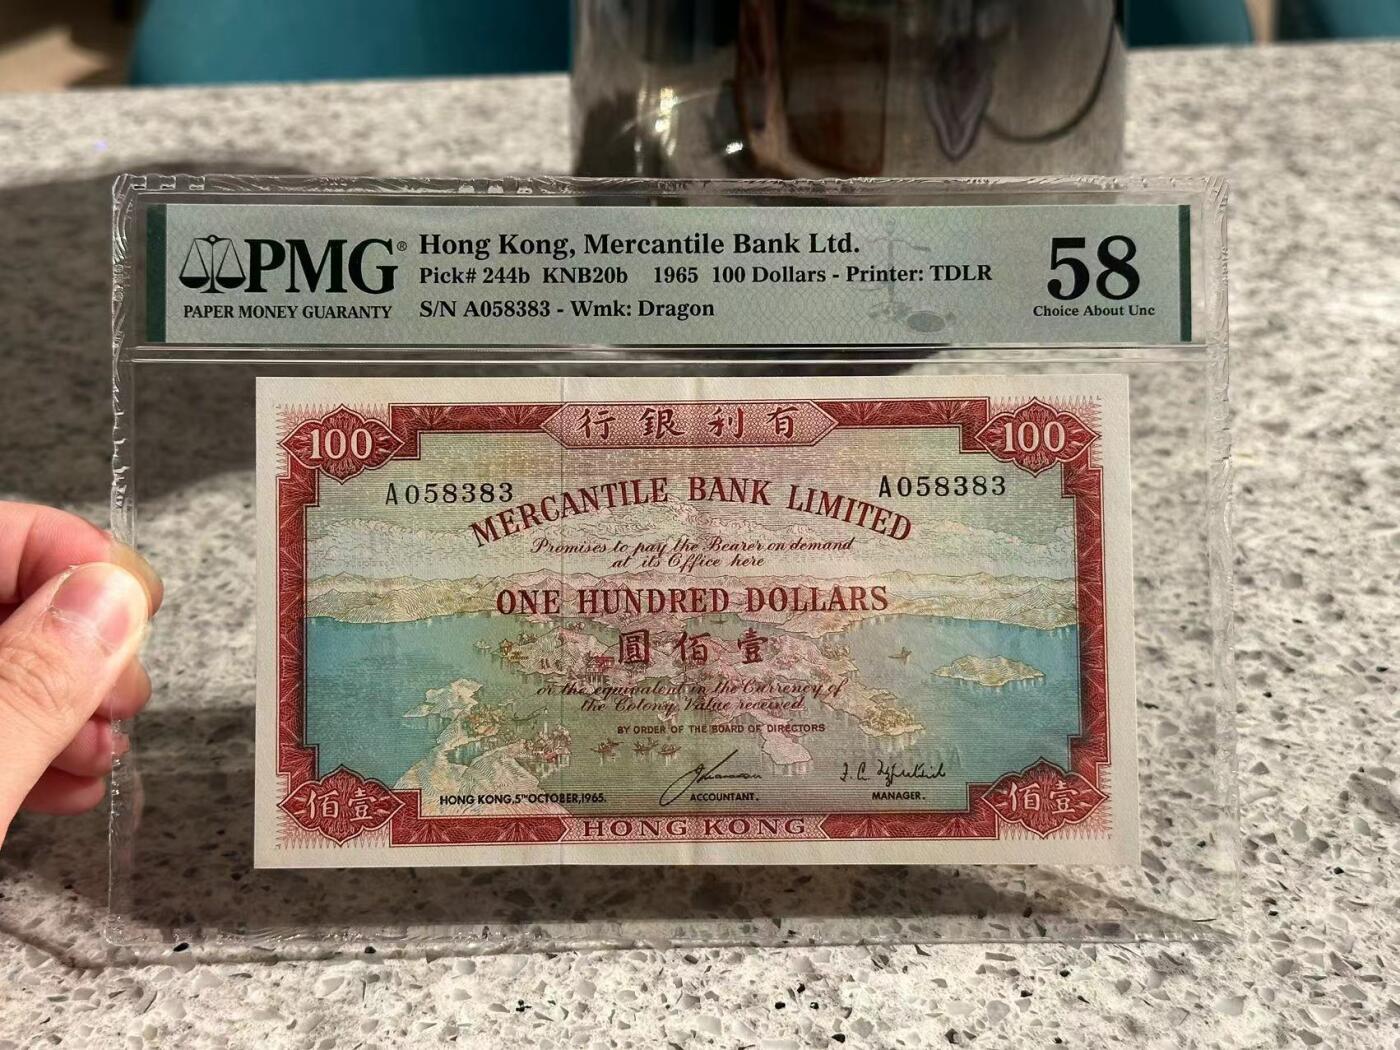 PMG®
PAPER MONEY GUARANTY
Hong Kong, Mercantile Bank Ltd.
Pick# 244b KNB20b 1965 100 Dollars - Printer: TDLR
S/N A058383 - Wmk: Dragon
58
Choice About Unc
行銀利有
100
100
A058383
A058383
MERCANTILE BANK LIMITED
Promises to pay the Bearer on demand
at its Office here
ONE HUNDRED DOLLARS
圓佰壹
or the equivalent in the Currency of
the Colony, Value received.
BY ORDER OF THE BOARD OF DIRECTORS
HONG KONG, 5TH OCTOBER, 1965.
ACCOUNTANT.
MANAGER.
佰壹
佰壹
HONG KONG